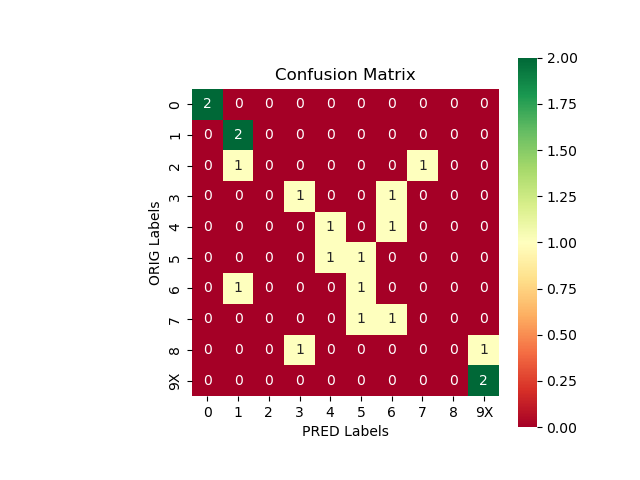 Confusion Matrix
ORIG Labels
0 2 0 0 0 0 0 0 0 0 0
1 0 2 0 0 0 0 0 0 0 0
2 0 1 0 0 0 0 0 1 0 0
3 0 0 0 1 0 0 1 0 0 0
4 0 0 0 0 1 0 1 0 0 0
5 0 0 0 0 1 1 0 0 0 0
6 0 1 0 0 0 1 0 0 0 0
7 0 0 0 0 0 1 1 0 0 0
8 0 0 0 1 0 0 0 0 0 1
9X 0 0 0 0 0 0 0 0 0 2
0 1 2 3 4 5 6 7 8 9X
PRED Labels
2.00
1.75
1.50
1.25
1.00
0.75
0.50
0.25
0.00